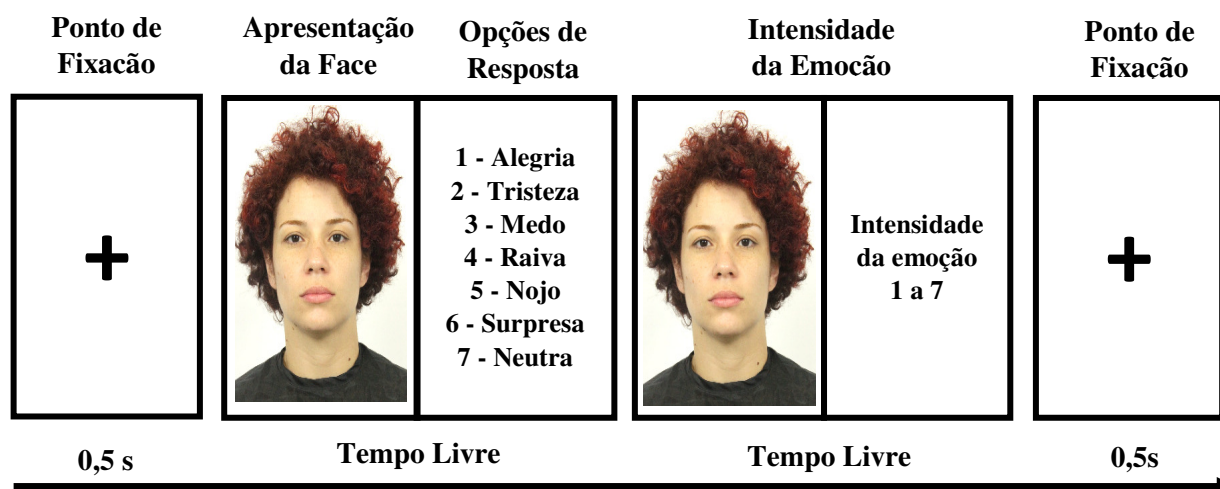 Ponto de
Fixacão
Apresentação
da Face
Opções de
Resposta
Intensidade
da Emocão
Ponto de
Fixacão
1 - Alegria
2 - Tristeza
3 - Medo
4 - Raiva
5 - Nojo
6 - Surpresa
7 - Neutra
Intensidade
da emoção
1 a 7
0,5 s
Tempo Livre
Tempo Livre
0,5s